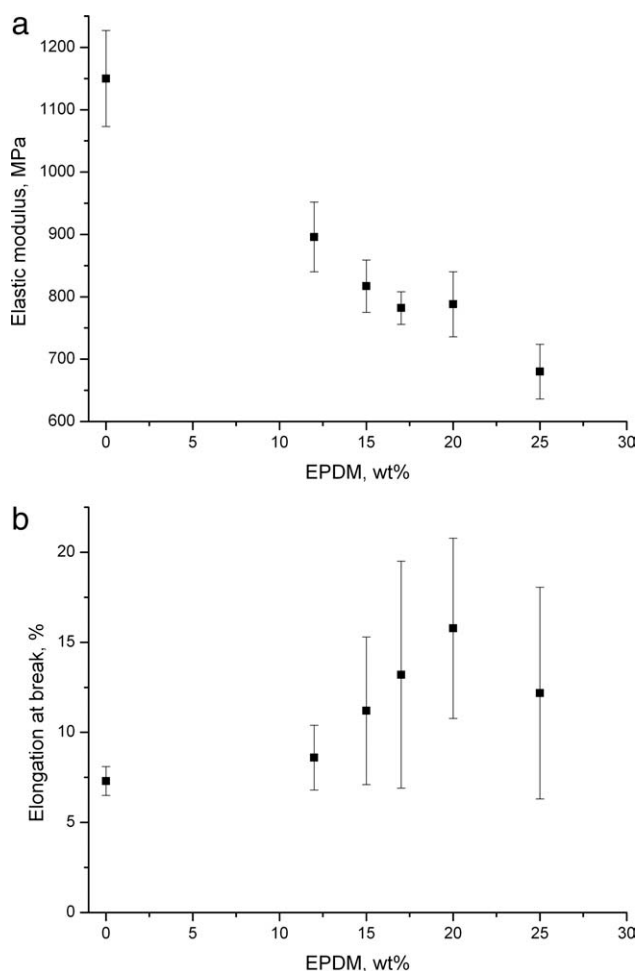 a
1200
1100
1000
900
800
700
600
Elastic modulus, MPa
0 5 10 15 20 25 30
EPDM, wt%
b
20
15
10
5
0
Elongation at break, %
0 5 10 15 20 25 30
EPDM, wt%